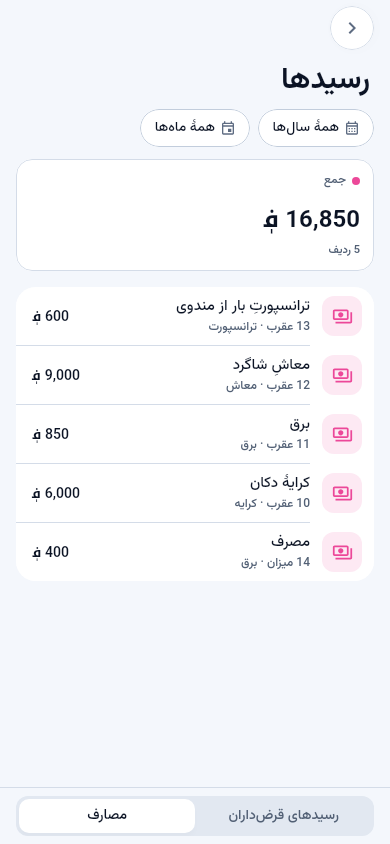 رسیدها
همهٔ سال‌ها
همهٔ ماه‌ها
جمع
16,850 ؋
5 ردیف
ترانسپورتِ بار از مندوی
13 عقرب · ترانسپورت
600 ؋
معاشِ شاگرد
12 عقرب · معاش
9,000 ؋
برق
11 عقرب · برق
850 ؋
کرایهٔ دکان
10 عقرب · کرایه
6,000 ؋
مصرف
14 میزان · برق
400 ؋
رسیدهای قرض‌داران
مصارف